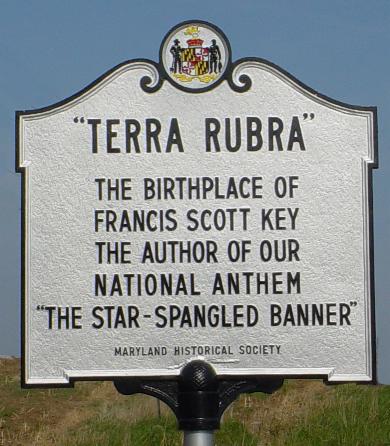 "TERRA RUBRA"
THE BIRTHPLACE OF
FRANCIS SCOTT KEY
THE AUTHOR OF OUR
NATIONAL ANTHEM
"THE STAR-SPANGLED BANNER"
MARYLAND HISTORICAL SOCIETY